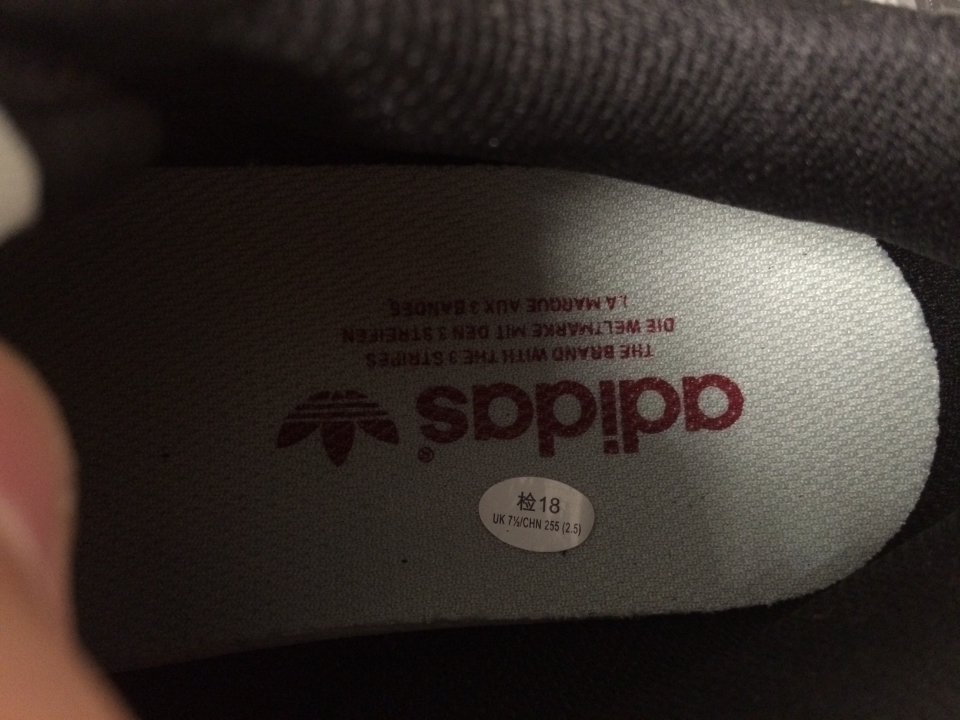 adidas®
THE BRAND WITH THE 3 STRIPES
DIE WELTMARKE MIT DEN 3 STREIFEN
LA MARQUE AUX 3 BANDES
检18
UK 7½/CHN 255 (2.5)